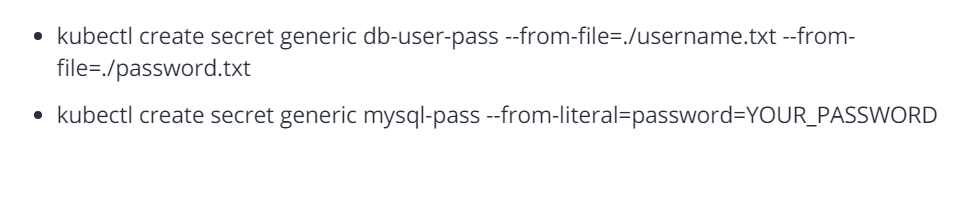 kubectl create secret generic db-user-pass --from-file=./username.txt --from-
file=./password.txt
kubectl create secret generic mysql-pass --from-literal=password=YOUR_PASSWORD